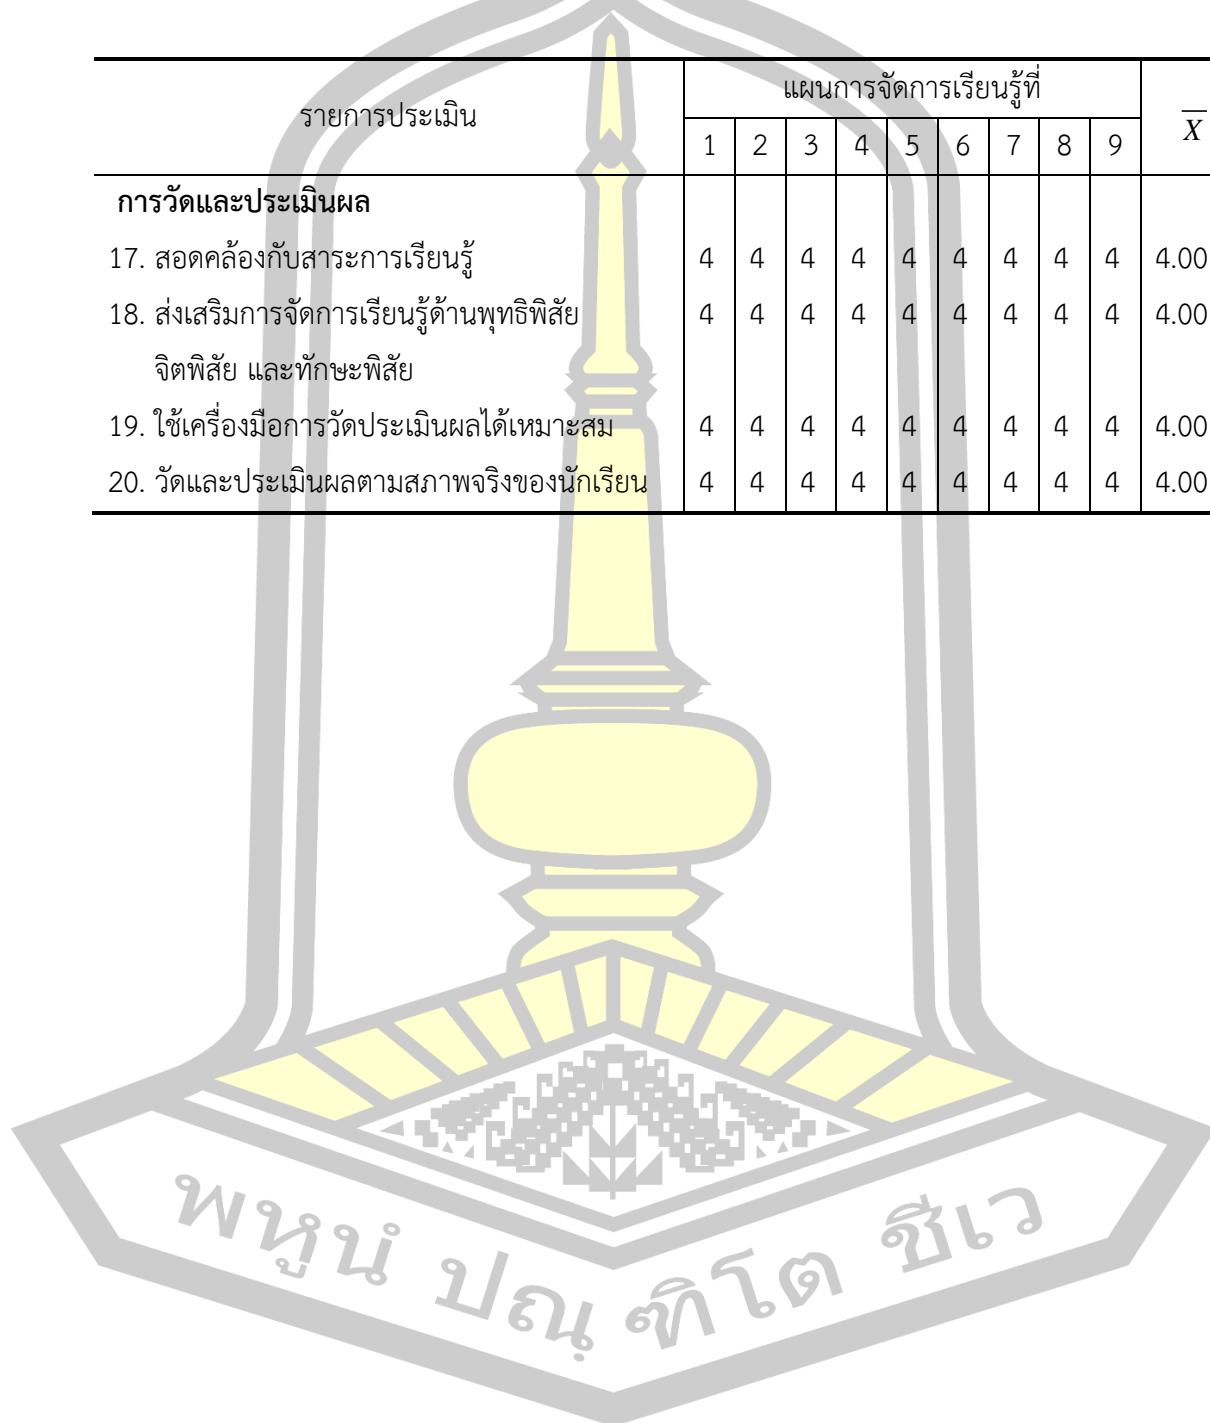 รายการประเมิน แผนการจัดการเรียนรู้ที่ X̅
1 2 3 4 5 6 7 8 9
การวัดและประเมินผล
17. สอดคล้องกับสาระการเรียนรู้ 4 4 4 4 4 4 4 4 4 4.00
18. ส่งเสริมการจัดการเรียนรู้ด้านพุทธิพิสัย 4 4 4 4 4 4 4 4 4 4.00
จิตพิสัย และทักษะพิสัย
19. ใช้เครื่องมือการวัดประเมินผลได้เหมาะสม 4 4 4 4 4 4 4 4 4 4.00
20. วัดและประเมินผลตามสภาพจริงของนักเรียน 4 4 4 4 4 4 4 4 4 4.00
พหูนํ ปณฺฑิโต ชีเว